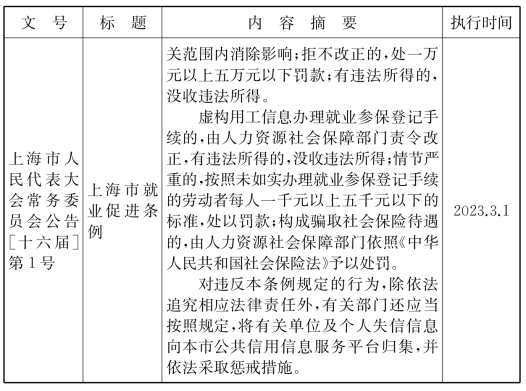 文 号 标 题 内 容 摘 要 执行时间
上海市人
民代表大
会常务委
员会公告
[十六届]
第1号
上海市就
业促进条
例
关范围内消除影响;拒不改正的,处一万
元以上五万元以下罚款;有违法所得的,
没收违法所得。
虚构用工信息办理就业参保登记手
续的,由人力资源社会保障部门责令改
正,有违法所得的,没收违法所得;情节严
重的,按照未如实办理就业参保登记手续
的劳动者每人一千元以上五千元以下的
标准,处以罚款;构成骗取社会保险待遇
的,由人力资源社会保障部门依照《中华
人民共和国社会保险法》予以处罚。
对违反本条例规定的行为,除依法
追究相应法律责任外,有关部门还应当
按照规定,将有关单位及个人失信信息
向本市公共信用信息服务平台归集,并
依法采取惩戒措施。
2023.3.1